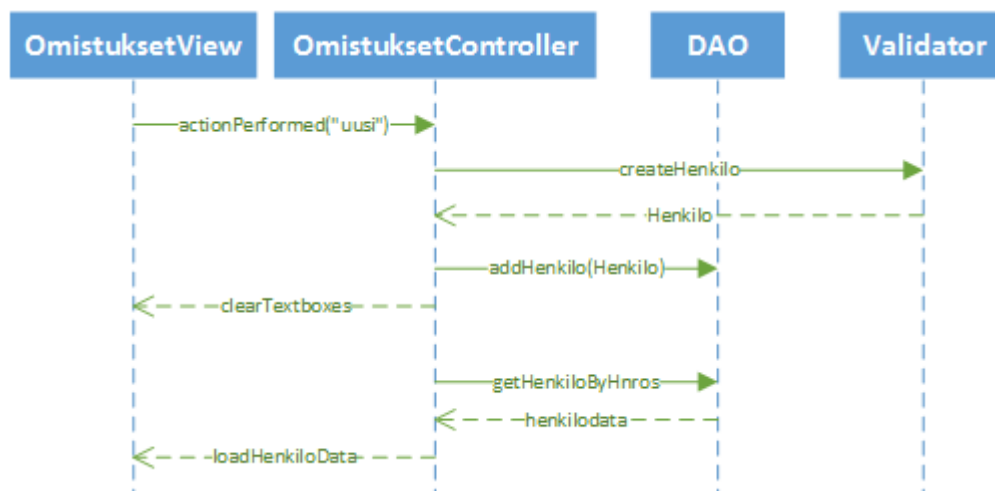 OmistuksetView
OmistuksetController
DAO
Validator
actionPerformed("uusi")
createHenkilo
Henkilo
addHenkilo(Henkilo)
clearTextboxes
getHenkiloByHnros
henkilodata
loadHenkiloData